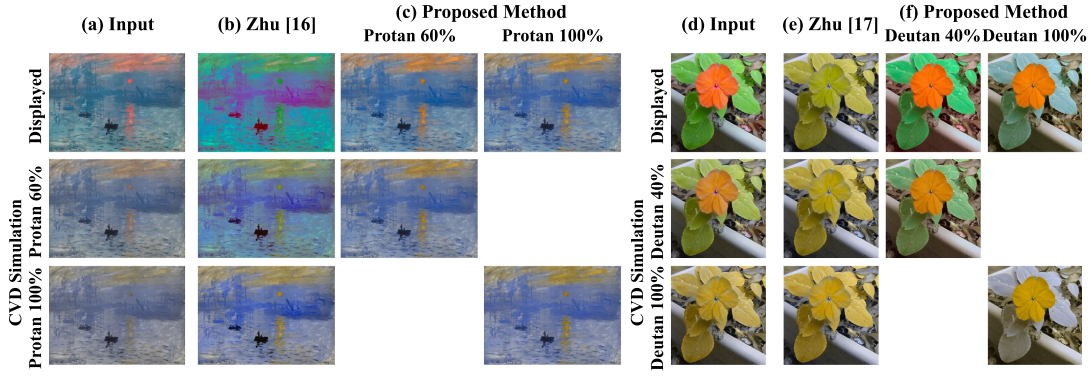 (a) Input
(b) Zhu [16]
(c) Proposed Method
Protan 60%
Protan 100%
(d) Input
(e) Zhu [17]
(f) Proposed Method
Deutan 40%
Deutan 100%
Displayed
CVD Simulation
Protan 60%
Protan 100%
Displayed
CVD Simulation
Deutan 40%
Deutan 100%